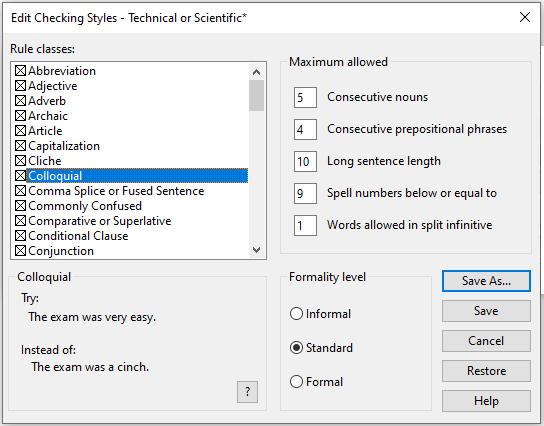 Edit Checking Styles - Technical or Scientific*
Rule classes:
Abbreviation
Adjective
Adverb
Archaic
Article
Capitalization
Cliche
Colloquial
Comma Splice or Fused Sentence
Commonly Confused
Comparative or Superlative
Conditional Clause
Conjunction
Maximum allowed
5 Consecutive nouns
4 Consecutive prepositional phrases
10 Long sentence length
9 Spell numbers below or equal to
1 Words allowed in split infinitive
Colloquial
Try:
The exam was very easy.
Instead of:
The exam was a cinch.
?
Formality level
Informal
Standard
Formal
Save As...
Save
Cancel
Restore
Help